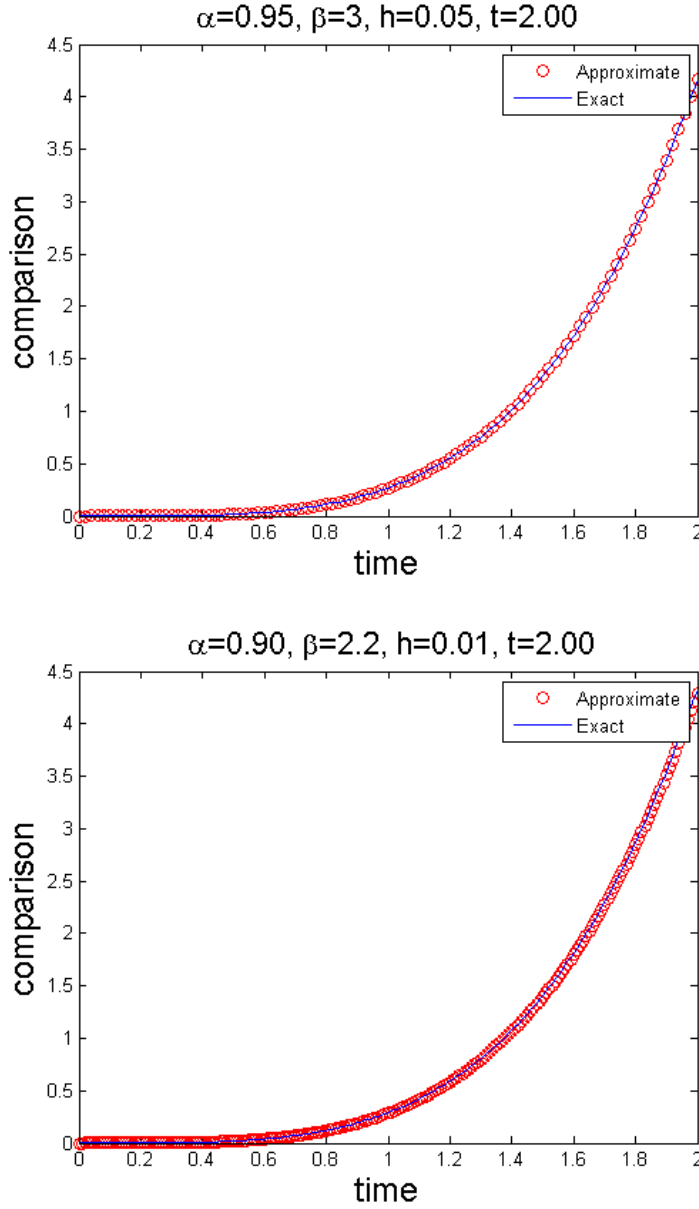 α=0.95, β=3, h=0.05, t=2.00
4.5
4
3.5
3
2.5
2
1.5
1
0.5
0
comparison
Approximate
Exact
0 0.2 0.4 0.6 0.8 1 1.2 1.4 1.6 1.8 2
time
α=0.90, β=2.2, h=0.01, t=2.00
4.5
4
3.5
3
2.5
2
1.5
1
0.5
0
comparison
Approximate
Exact
0 0.2 0.4 0.6 0.8 1 1.2 1.4 1.6 1.8 2
time